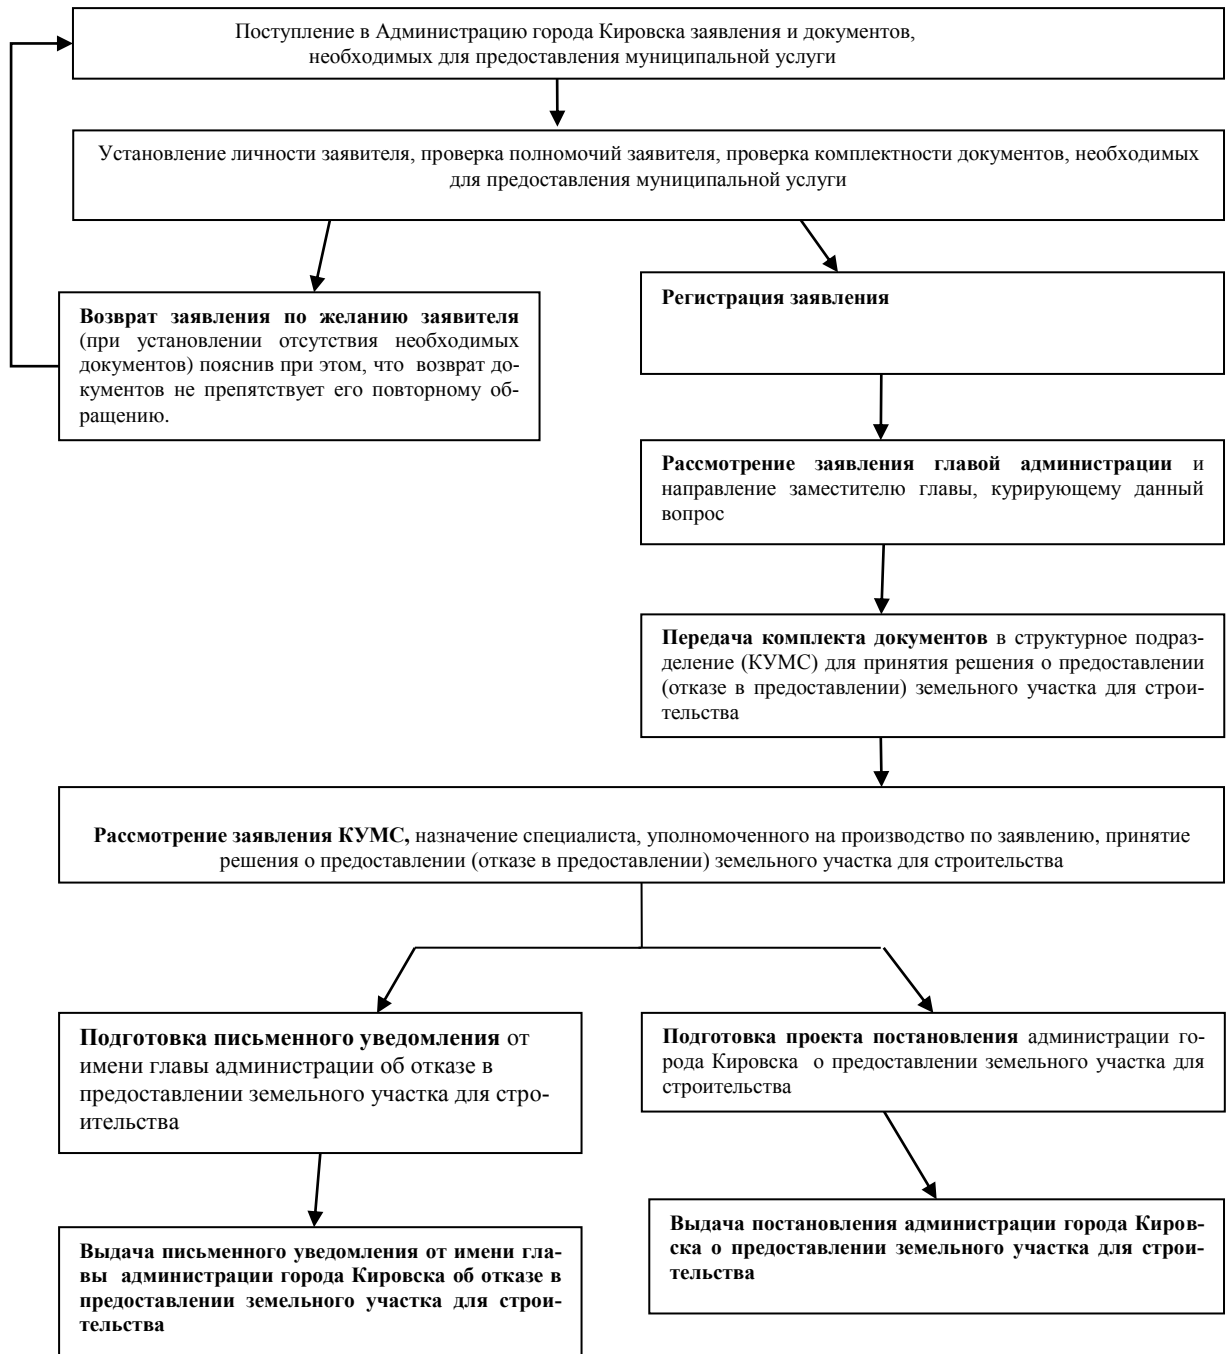 Поступление в Администрацию города Кировска заявления и документов,
необходимых для предоставления муниципальной услуги
Установление личности заявителя, проверка полномочий заявителя, проверка комплектности документов, необходимых
для предоставления муниципальной услуги
Возврат заявления по желанию заявителя
(при установлении отсутствия необходимых
документов) пояснив при этом, что возврат до-
кументов не препятствует его повторному об-
ращению.
Регистрация заявления
Рассмотрение заявления главой администрации и
направление заместителю главы, курирующему данный
вопрос
Передача комплекта документов в структурное подраз-
деление (КУМС) для принятия решения о предоставлении
(отказе в предоставлении) земельного участка для строи-
тельства
Рассмотрение заявления КУМС, назначение специалиста, уполномоченного на производство по заявлению, принятие
решения о предоставлении (отказе в предоставлении) земельного участка для строительства
Подготовка письменного уведомления от
имени главы администрации об отказе в
предоставлении земельного участка для стро-
ительства
Подготовка проекта постановления администрации го-
рода Кировска о предоставлении земельного участка для
строительства
Выдача письменного уведомления от имени гла-
вы администрации города Кировска об отказе в
предоставлении земельного участка для строи-
тельства
Выдача постановления администрации города Киров-
ска о предоставлении земельного участка для строи-
тельства